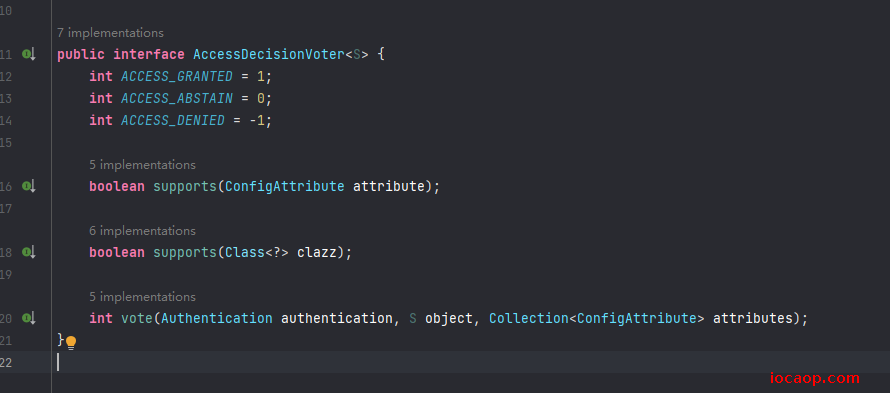 10
7 implementations
11 public interface AccessDecisionVoter<S> {
12 int ACCESS_GRANTED = 1;
13 int ACCESS_ABSTAIN = 0;
14 int ACCESS_DENIED = -1;
15
5 implementations
16 boolean supports(ConfigAttribute attribute);
17
6 implementations
18 boolean supports(Class<?> clazz);
19
5 implementations
20 int vote(Authentication authentication, S object, Collection<ConfigAttribute> attributes);
21 }
22
iocaop.com